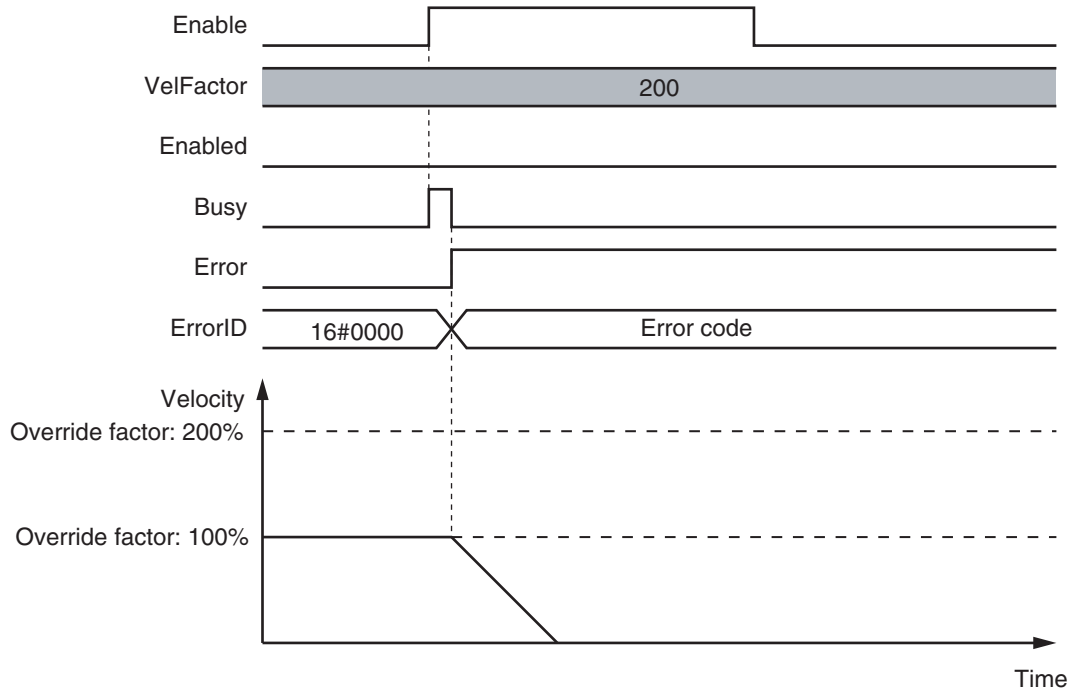 Enable
VelFactor
200
Enabled
Busy
Error
ErrorID
16#0000
Error code
Velocity
Override factor: 200%
Override factor: 100%
Time